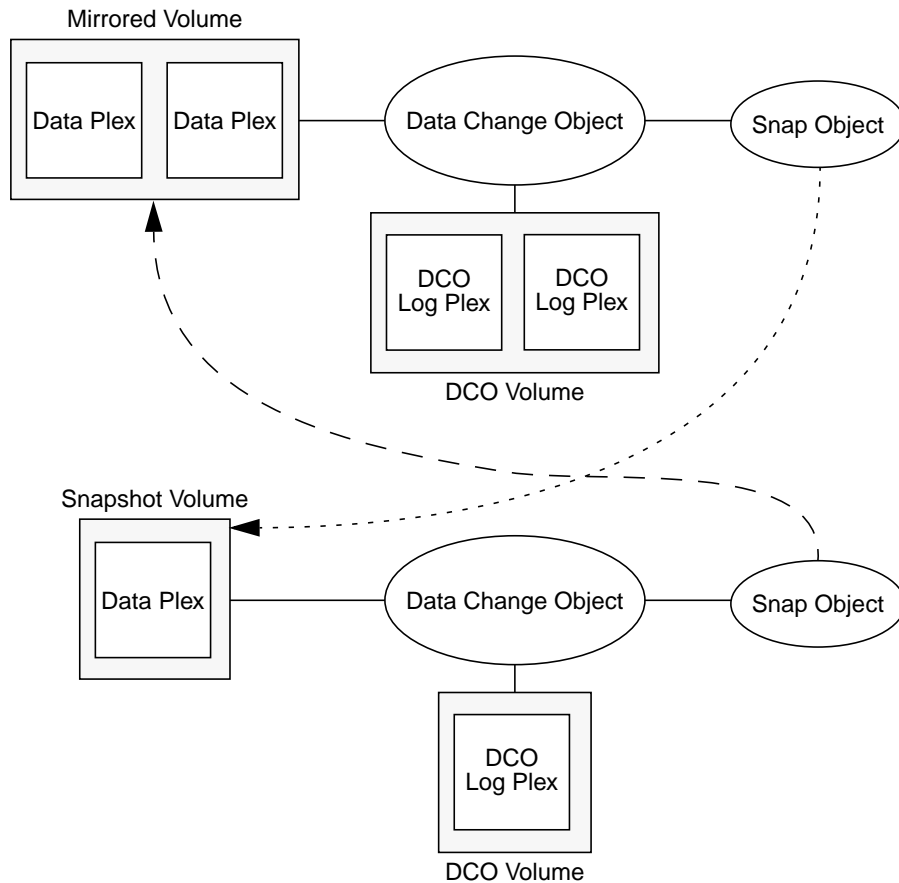 Mirrored Volume
Data Plex
Data Plex
Data Change Object
Snap Object
DCO
Log Plex
DCO
Log Plex
DCO Volume
Snapshot Volume
Data Plex
Data Change Object
Snap Object
DCO
Log Plex
DCO Volume